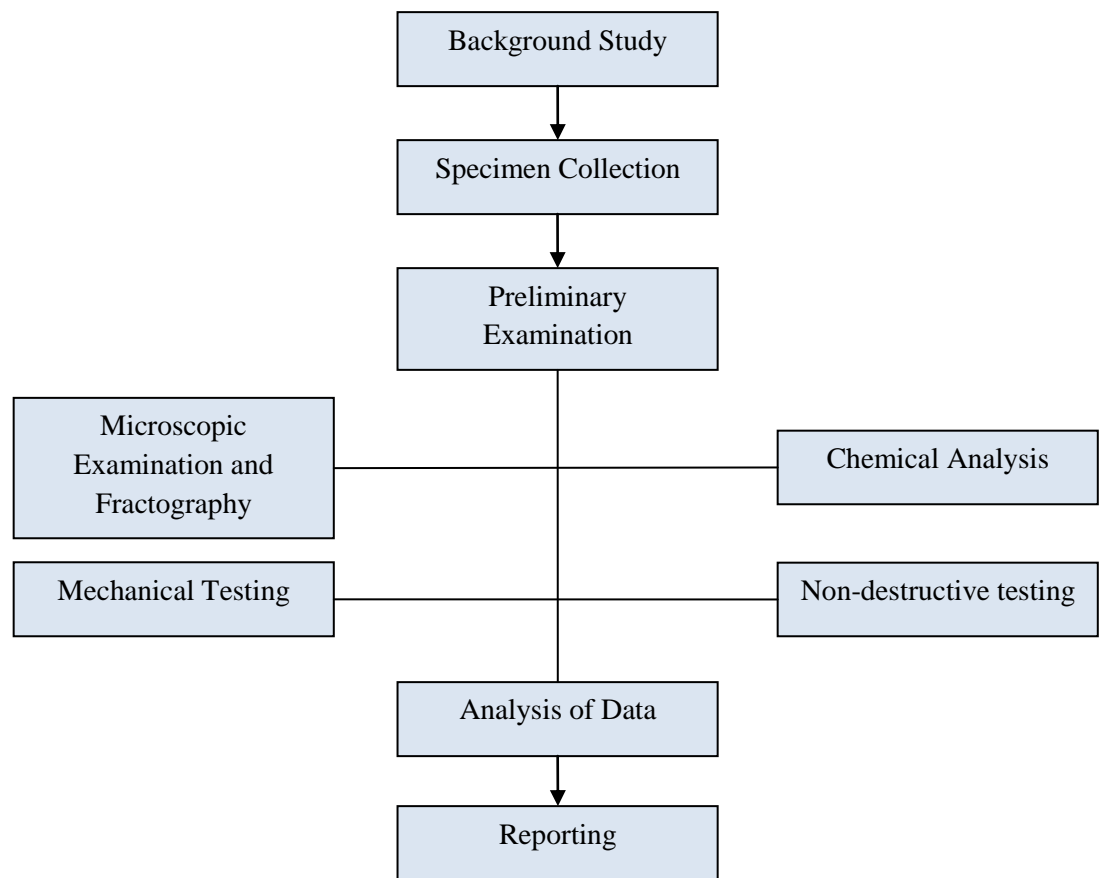 Background Study
Specimen Collection
Preliminary
Examination
Microscopic
Examination and
Fractography
Chemical Analysis
Mechanical Testing
Non-destructive testing
Analysis of Data
Reporting